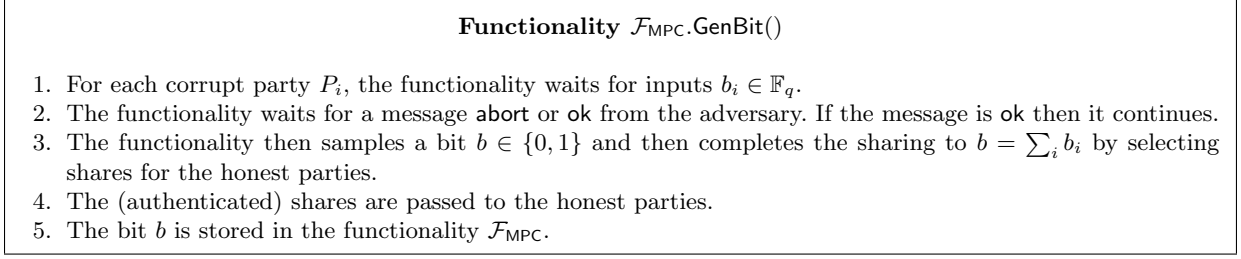 Functionality F_MPC.GenBit()
1. For each corrupt party P_i, the functionality waits for inputs b_i ∈ 𝔽_q.
2. The functionality waits for a message abort or ok from the adversary. If the message is ok then it continues.
3. The functionality then samples a bit b ∈ {0, 1} and then completes the sharing to b = ∑_i b_i by selecting
shares for the honest parties.
4. The (authenticated) shares are passed to the honest parties.
5. The bit b is stored in the functionality F_MPC.